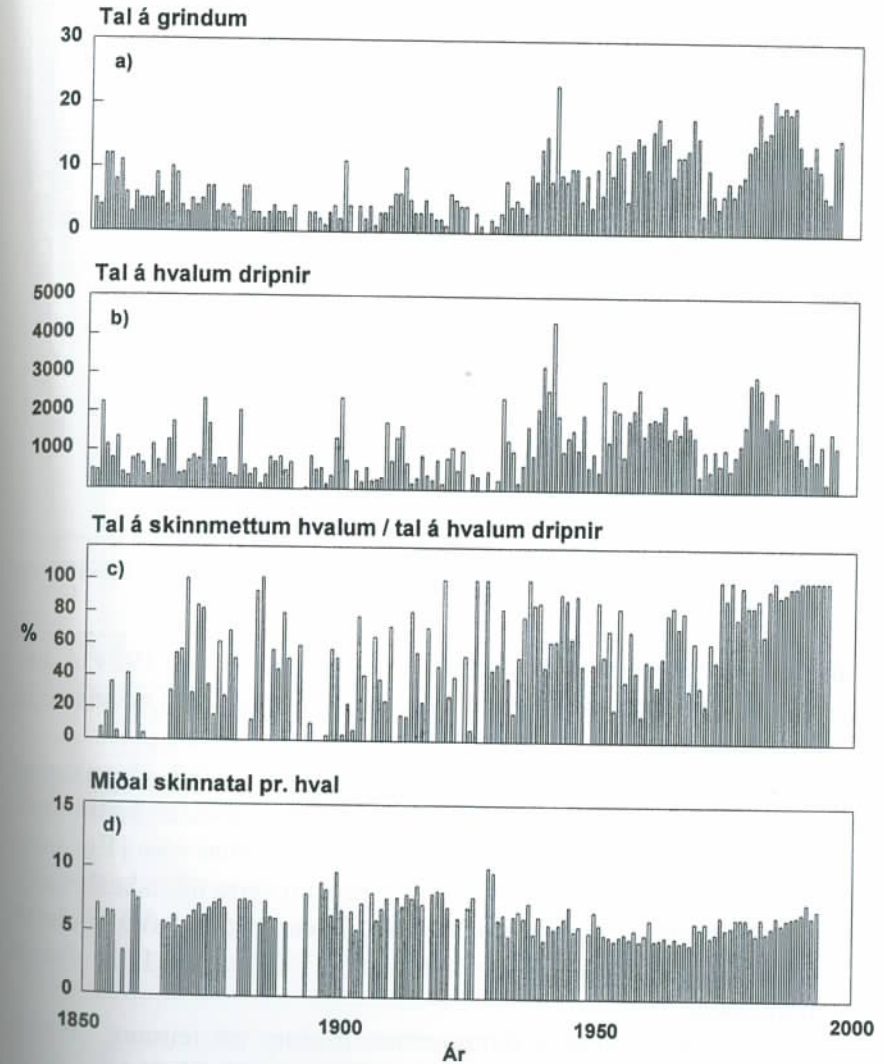 Tal á grindum
30
a)
20
10
0
Tal á hvalum dripnir
5000
b)
4000
3000
2000
1000
Tal á skinnmettum hvalum / tal á hvalum dripnir
100
c)
80
% 60
40
20
0
Miðal skinnatal pr. hval
15
d)
10
5
0
1850 1900 1950 2000
Ár